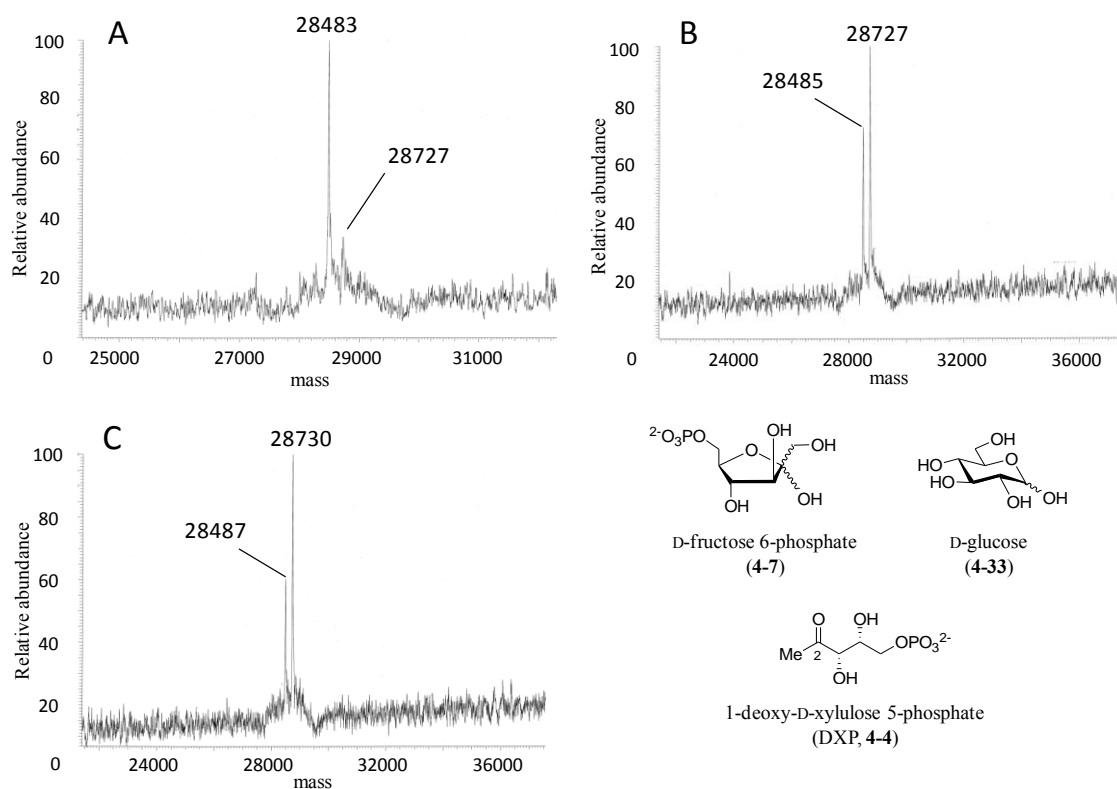 A
28483
28727
Relative abundance
100
80
60
40
20
0
25000 27000 29000 31000
mass
B
28727
28485
Relative abundance
100
80
60
40
20
0
24000 28000 32000 36000
mass
C
28730
28487
Relative abundance
100
80
60
40
20
0
24000 28000 32000 36000
mass
2-O3PO
O
OH
OH
OH
OH
D-fructose 6-phosphate
(4-7)
OH
O
HO
HO
OH
OH
D-glucose
(4-33)
O
OH
Me
2
OPO3 2-
OH
1-deoxy-D-xylulose 5-phosphate
(DXP, 4-4)